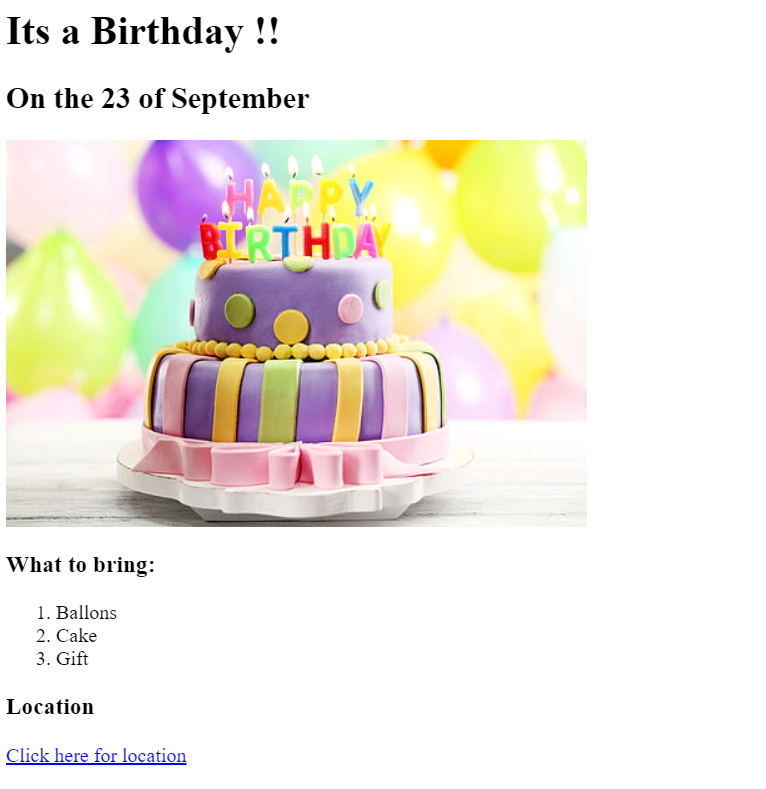 Its a Birthday !!
On the 23 of September
HAPPY
BIRTHDAY
What to bring:
1. Ballons
2. Cake
3. Gift
Location
Click here for location